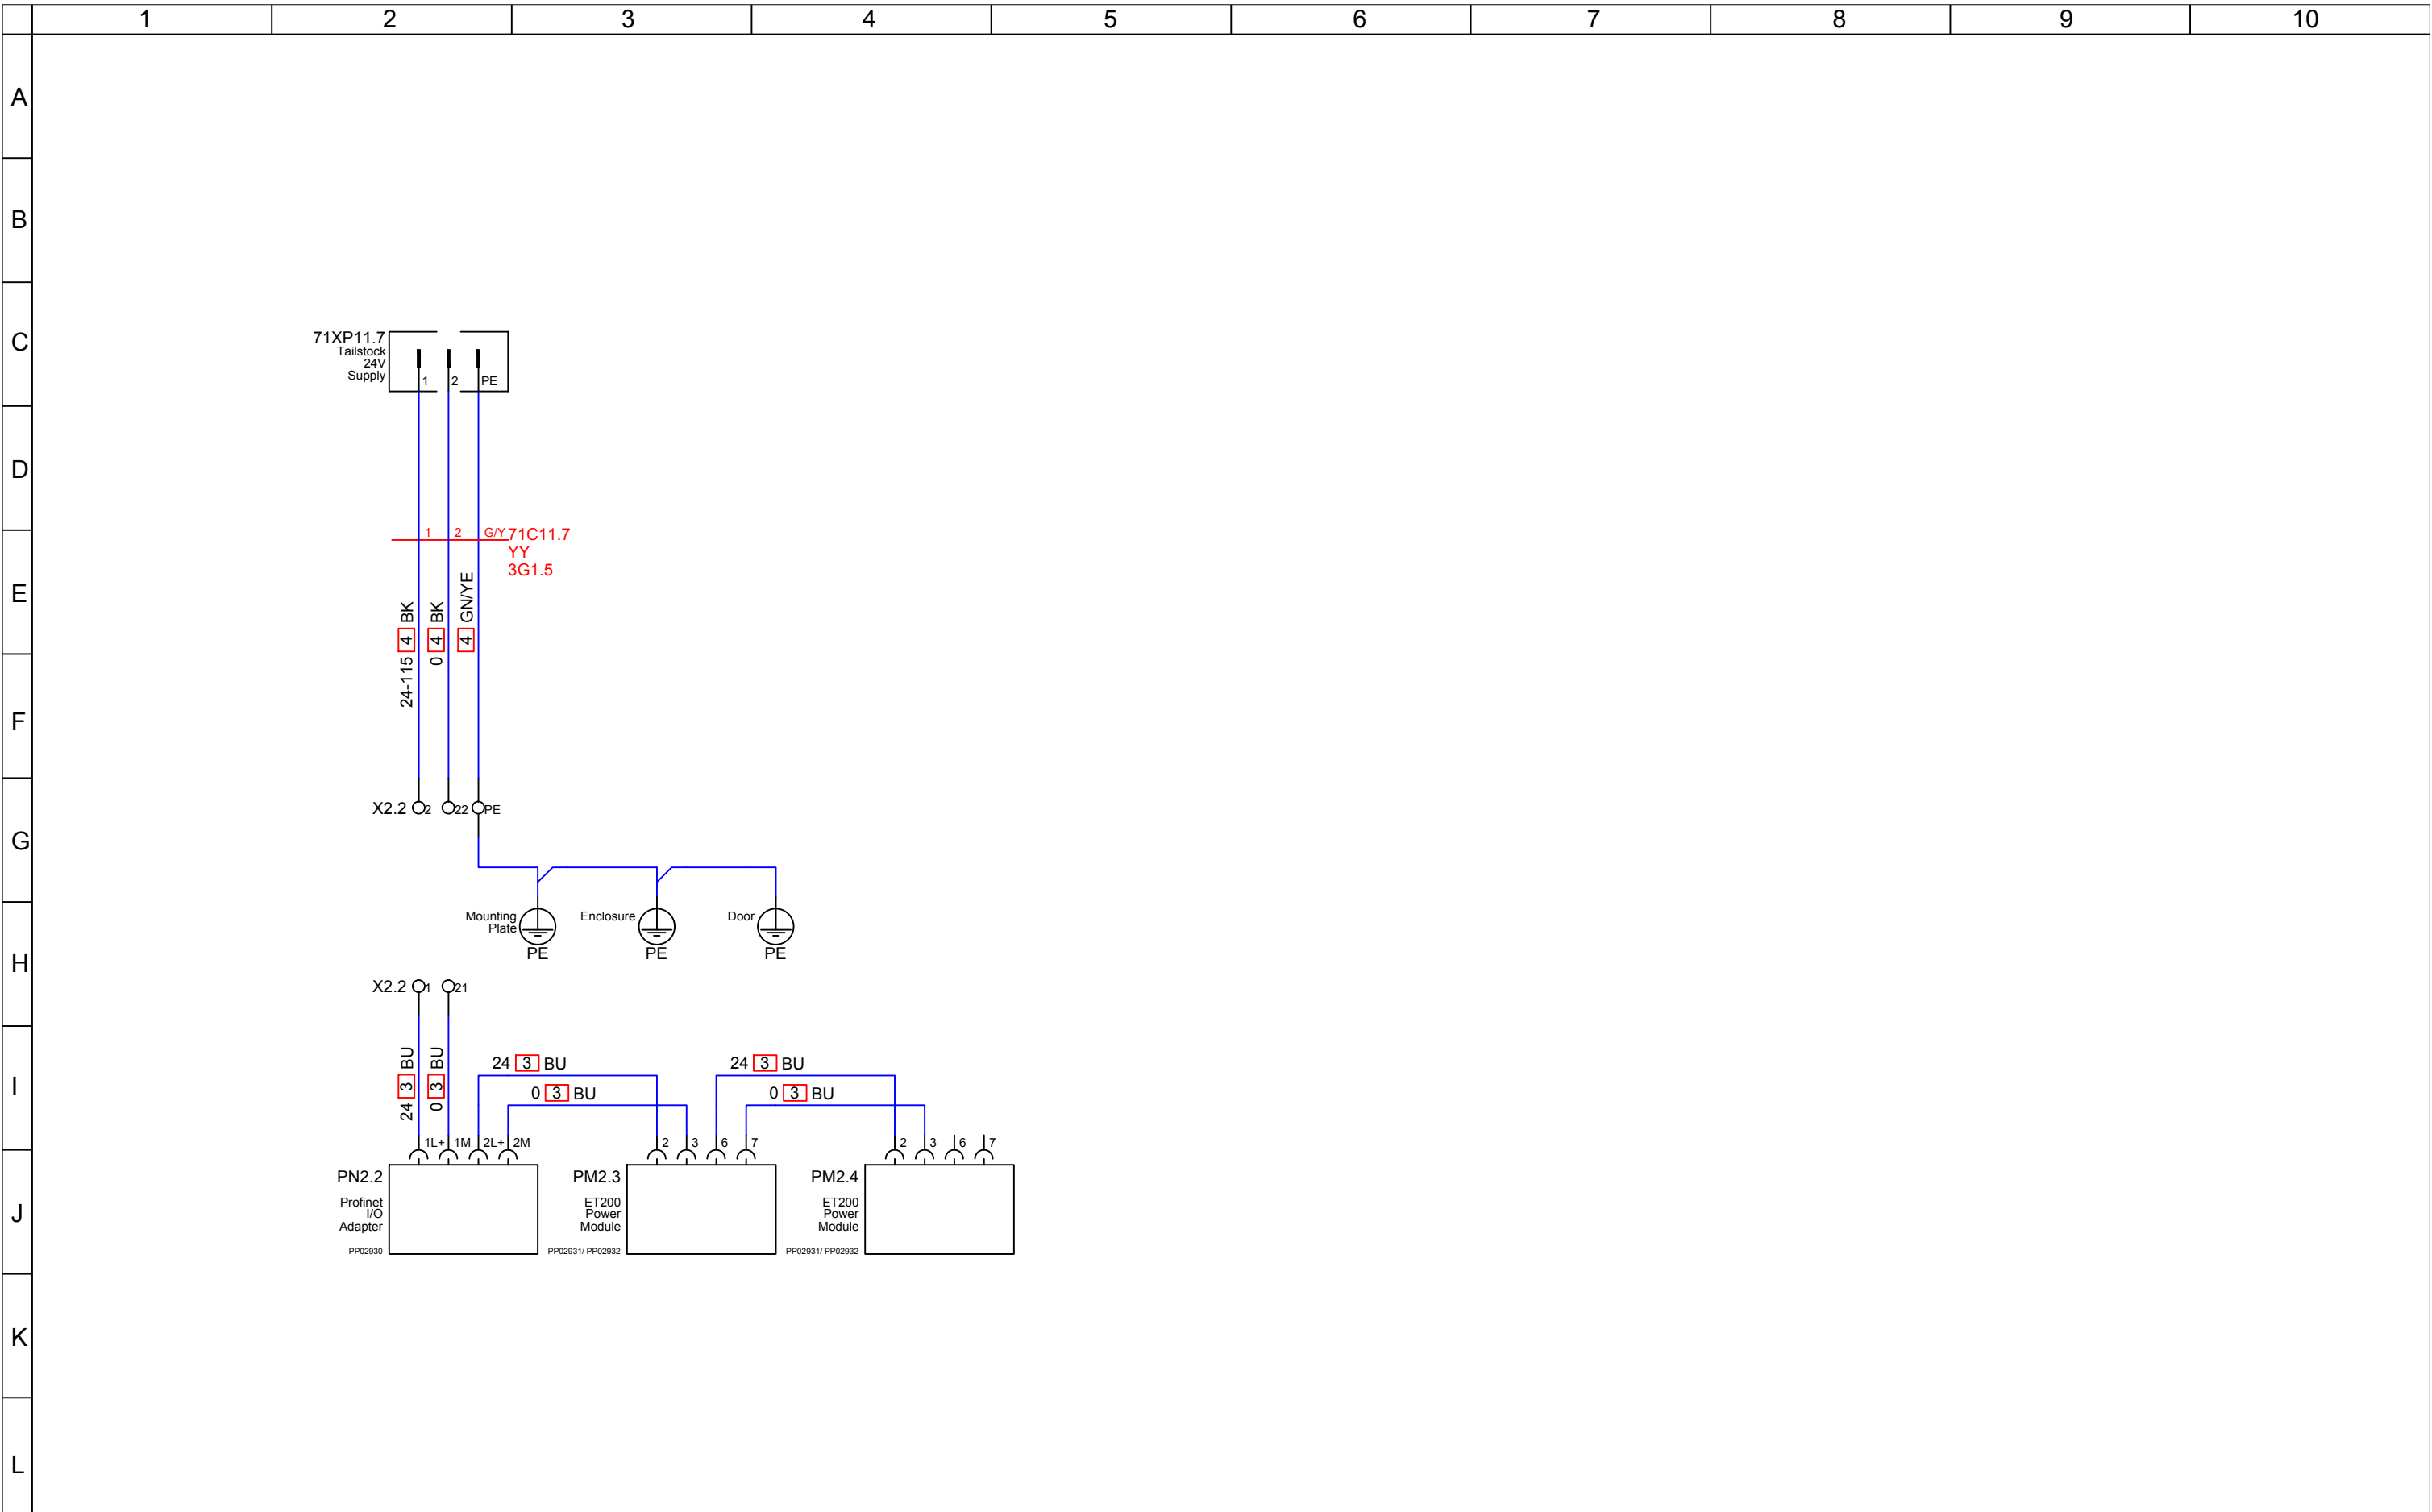 1 2 3 4 5 6 7 8 9 10
A
B
C
D
E
F
G
H
I
J
K
L
71XP11.7
Tailstock
24V
Supply
1 2 PE
1 2 G/Y 71C11.7
YY
3G1.5
24-115 4 BK
0 4 BK
4 GN/YE
X2.2 2 22 PE
Mounting
Plate
PE
Enclosure
PE
Door
PE
X2.2 1 21
24 3 BU
0 3 BU
24 3 BU
0 3 BU
24 3 BU
0 3 BU
1L+ 1M 2L+ 2M
2 3 6 7
2 3 6 7
PN2.2
Profinet
I/O
Adapter
PP02930
PM2.3
ET200
Power
Module
PP02931/ PP02932
PM2.4
ET200
Power
Module
PP02931/ PP02932